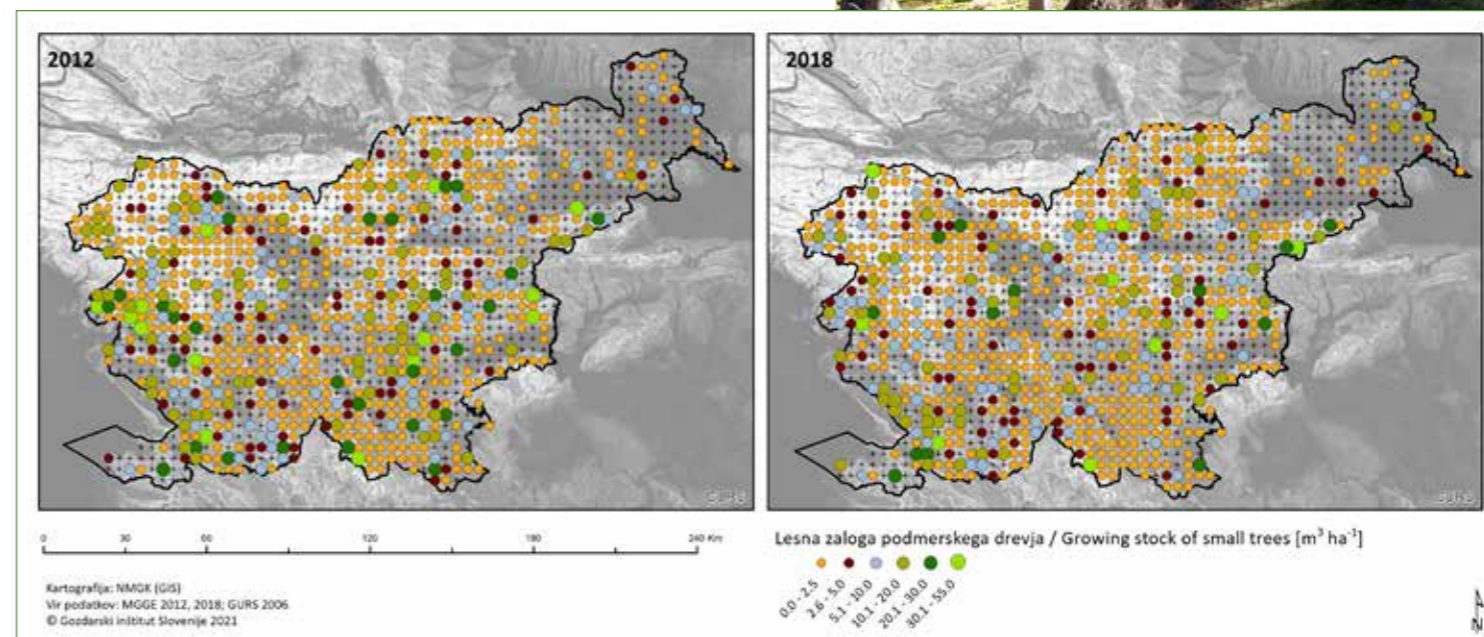 2012
2018
GURS
GURS
0 30 60 120 180 240 Km
Lesna zaloga podmerskega drevja / Growing stock of small trees [m³ ha⁻¹]
0.0 - 2.5
2.6 - 5.0
5.1 - 10.0
10.1 - 20.0
20.1 - 30.0
30.1 - 55.0
Kartografija: NMGK (GIS)
Vir podatkov: MGGE 2012, 2018; GURS 2006
© Gozdarski inštitut Slovenije 2021
N